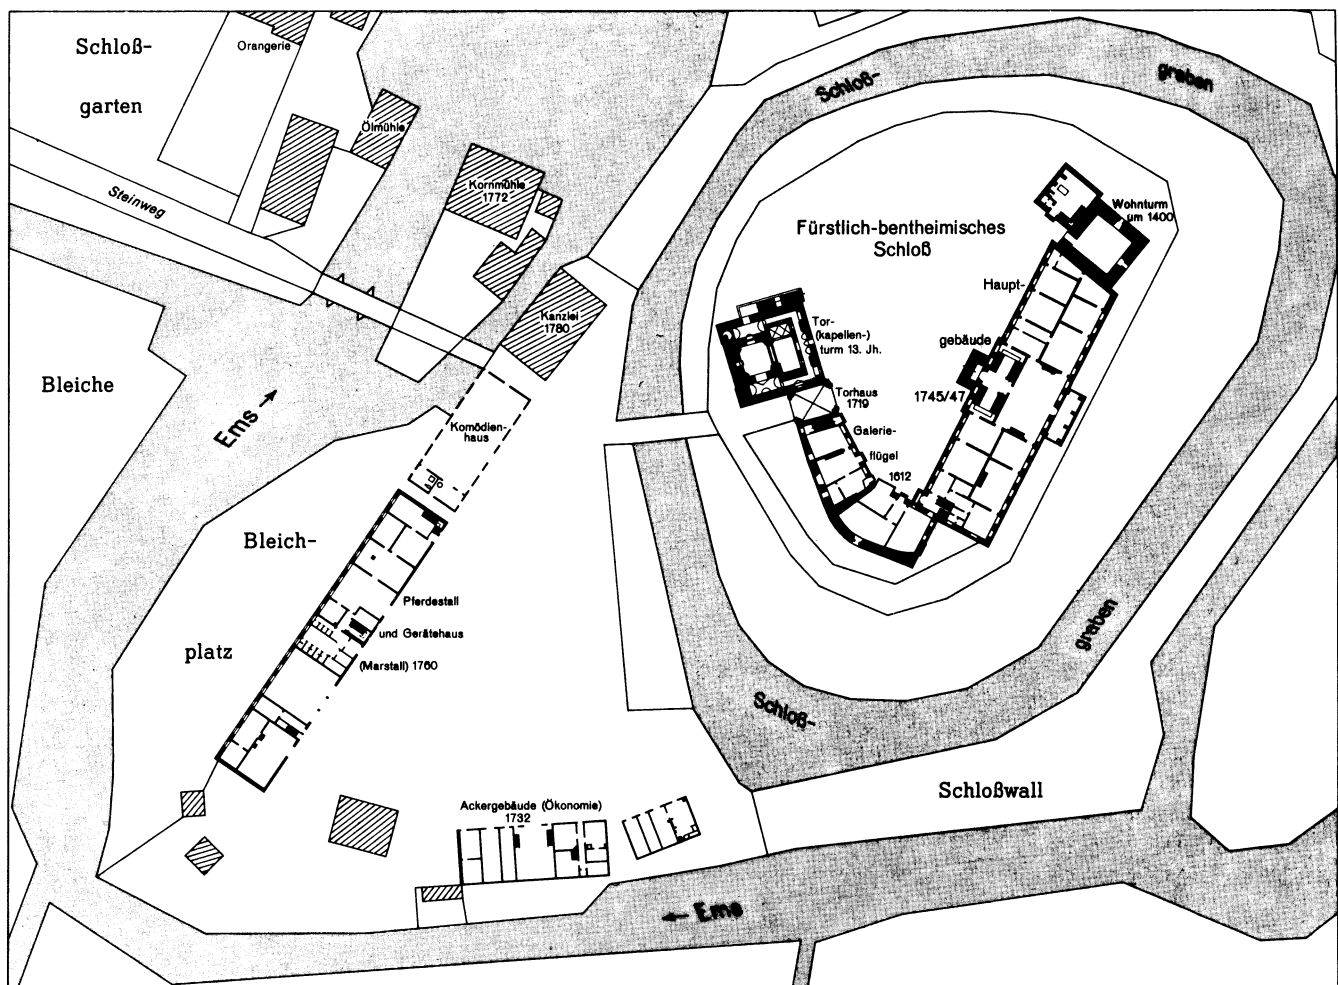 Schloß-
garten
Orangerie
Ölmühle
Steinweg
Kornmühle
1772
Kanzlei
1780
Schloß-
graben
Fürstlich-bentheimisches
Schloß
Wohnturm
um 1400
Haupt-
gebäude
1745/47
Tor-
(kapellen-)
turm 13. Jh.
Torhaus
1719
Galerie-
flügel
1612
Bleiche
Ems
Komödien-
haus
Bleich-
platz
Pferdestall
und Gerätehaus
(Marstall) 1760
Schloß-
graben
Schloßwall
Ackergebäude (Ökonomie)
1732
Ems